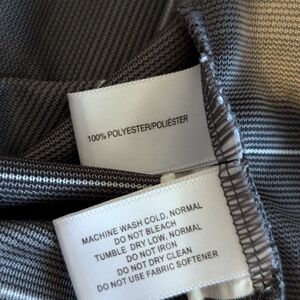 100% POLYESTER/POLIÉSTER
MACHINE WASH COLD, NORMAL
DO NOT BLEACH
TUMBLE DRY LOW, NORMAL
DO NOT IRON
DO NOT DRY CLEAN
DO NOT USE FABRIC SOFTENER